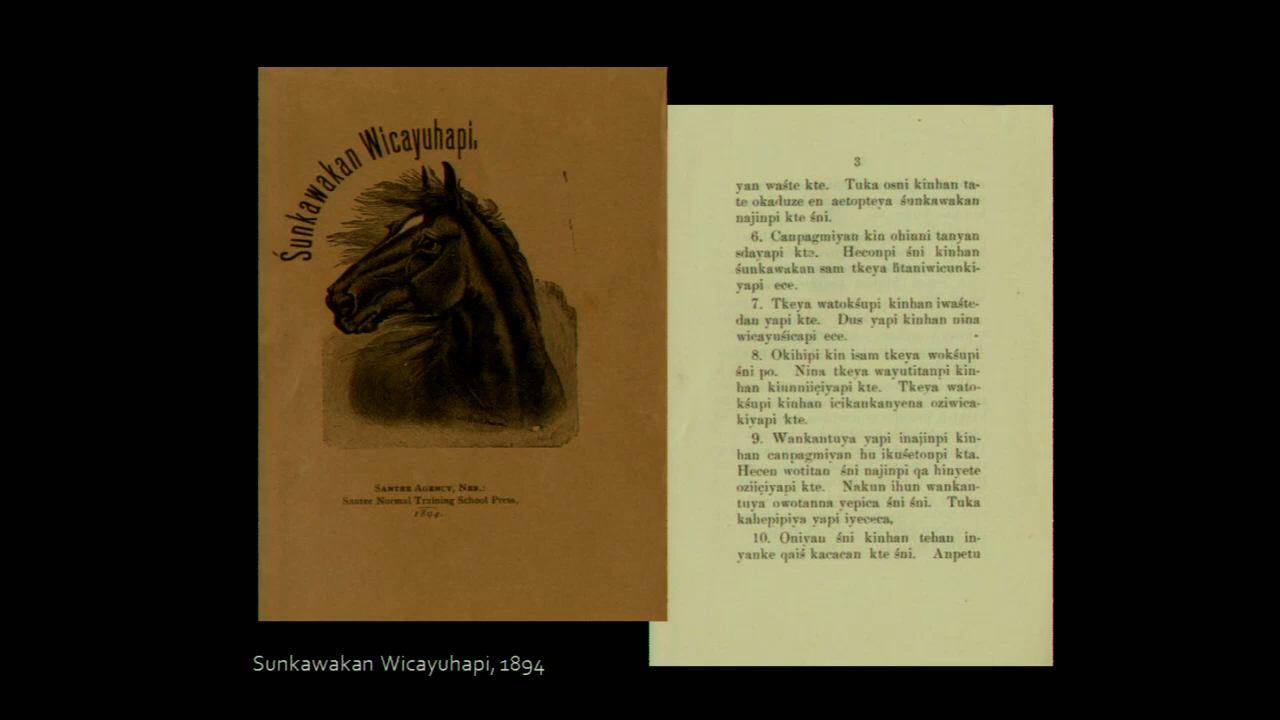 Śunkawakan Wicayuhapi.
Santee Agency, Neb.:
Santee Normal Training School Press,
1894.
3
yan waśte kte. Tuka osni kinhan ta-
te okaduze en aetopteya śunkawakan
najinpi kte śni.
6. Canpagmiyan kin ohinni tanyan
sdayapi kta. Heconpi śni kinhan
śunkawakan sam tkeya ħtaniwicunki-
yapi ece.
7. Tkeya watokśupi kinhan iwaśte-
dan yapi kte. Dus yapi kinhan nina
wicayuśicapi ece.
8. Okihipi kin isam tkeya wokśupi
śni po. Nina tkeya wayutitanpi kin-
han kiunniiçiyapi kte. Tkeya wato-
kśupi kinhan icikaukanyena oziwica-
kiyapi kte.
9. Wankantuya yapi inajinpi kin-
han canpagmiyan hu ikuśetonpi kta.
Hecen wotitan śni najinpi qa hinyete
oziiçiyapi kte. Nakun ihun wankan-
tuya owotanna yepica śni śni. Tuka
kahepipiya yapi iyececa,
10. Oniyan śni kinhan tehan in-
yanke qaiś kacacan kte śni. Anpetu
Sunkawakan Wicayuhapi, 1894